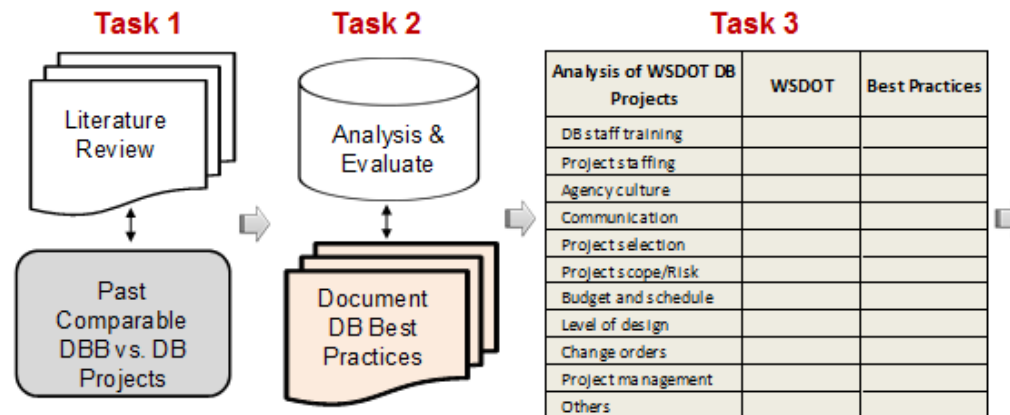 Task 1
Literature
Review
Past
Comparable
DBB vs. DB
Projects
Task 2
Analysis &
Evaluate
Document
DB Best
Practices
Task 3
Analysis of WSDOT DB
Projects
WSDOT
Best Practices
DB staff training
Project staffing
Agency culture
Communication
Project selection
Project scope/Risk
Budget and schedule
Level of design
Change orders
Project management
Others